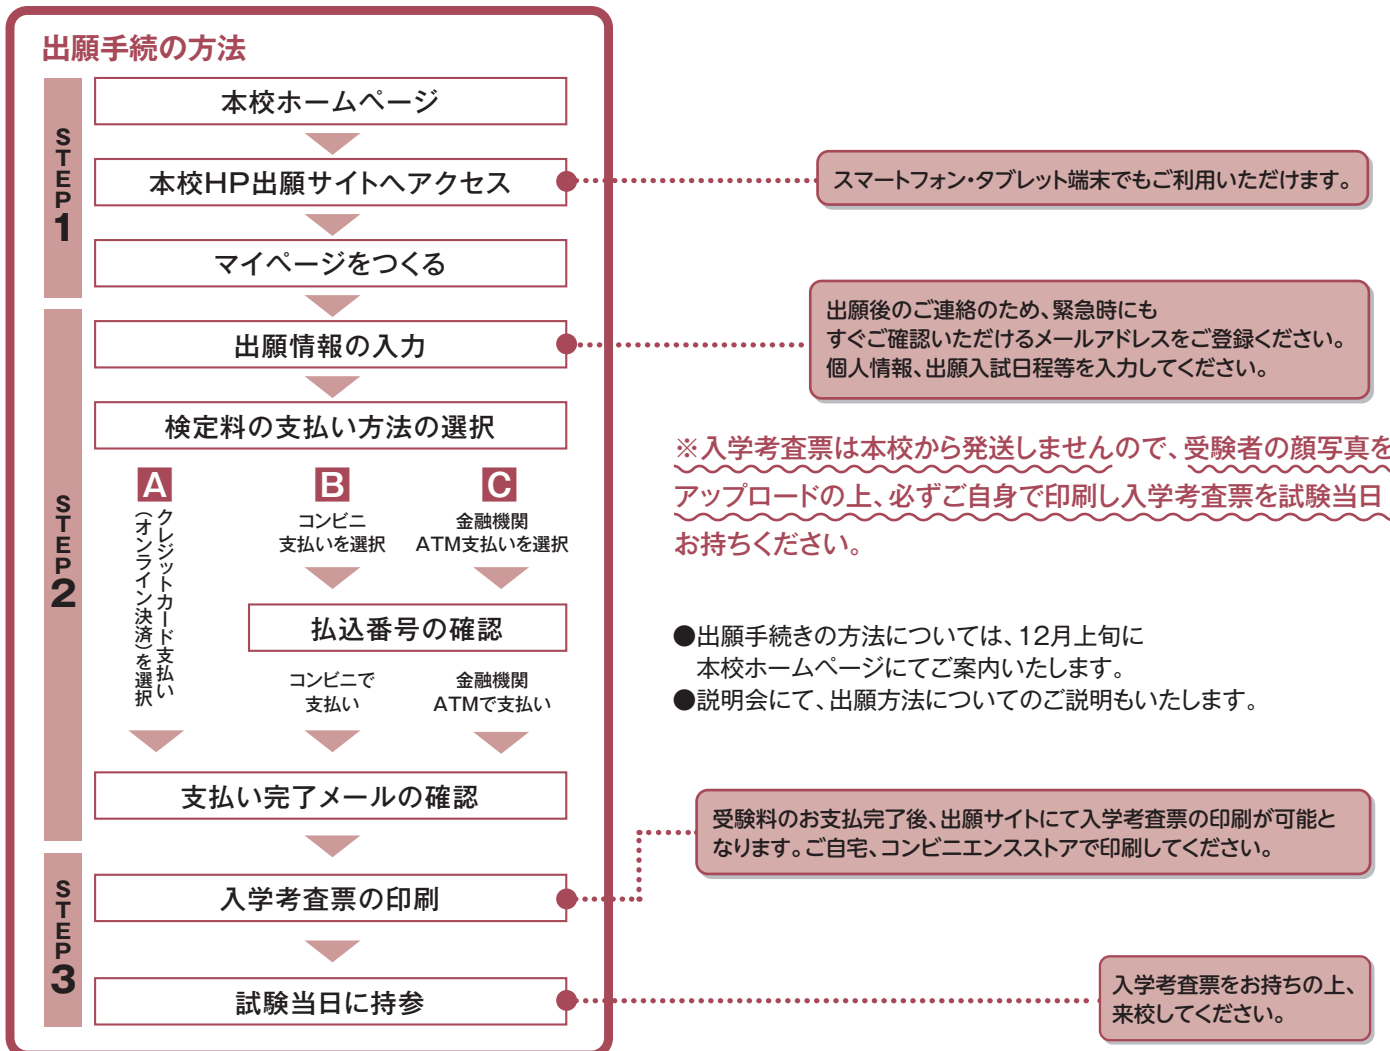 出願手続の方法
STEP1
本校ホームページ
本校HP出願サイトへアクセス
スマートフォン・タブレット端末でもご利用いただけます。
マイページをつくる
STEP2
出願情報の入力
出願後のご連絡のため、緊急時にも
すぐご確認いただけるメールアドレスをご登録ください。
個人情報、出願入試日程等を入力してください。
検定料の支払い方法の選択
A
クレジットカード支払い
(オンライン決済)を選択
B
コンビニ
支払いを選択
C
金融機関
ATM支払いを選択
払込番号の確認
コンビニで
支払い
金融機関
ATMで支払い
支払い完了メールの確認
※入学考査票は本校から発送しませんので、受験者の顔写真を
アップロードの上、必ずご自身で印刷し入学考査票を試験当日
お持ちください。
●出願手続きの方法については、12月上旬に
本校ホームページにてご案内いたします。
●説明会にて、出願方法についてのご説明もいたします。
STEP3
入学考査票の印刷
受験料のお支払完了後、出願サイトにて入学考査票の印刷が可能と
なります。ご自宅、コンビニエンスストアで印刷してください。
試験当日に持参
入学考査票をお持ちの上、
来校してください。